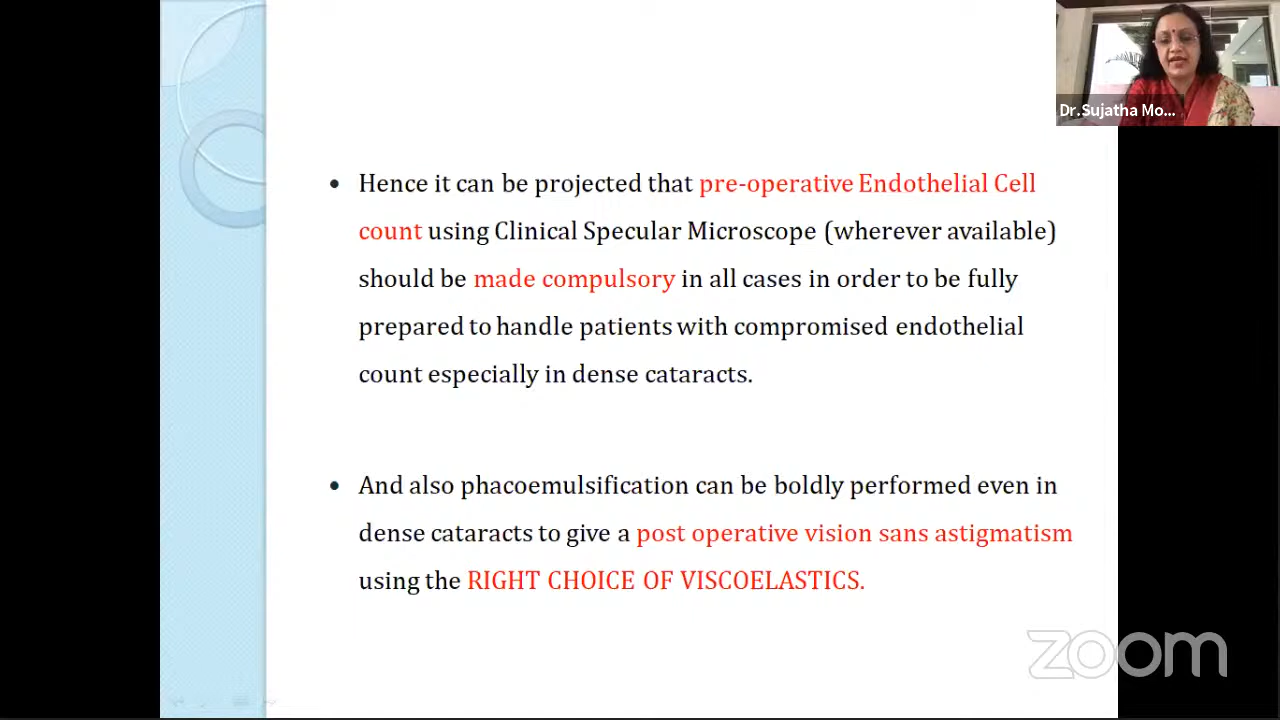 Dr.Sujatha Mo...
• Hence it can be projected that pre-operative Endothelial Cell
count using Clinical Specular Microscope (wherever available)
should be made compulsory in all cases in order to be fully
prepared to handle patients with compromised endothelial
count especially in dense cataracts.
• And also phacoemulsification can be boldly performed even in
dense cataracts to give a post operative vision sans astigmatism
using the RIGHT CHOICE OF VISCOELASTICS.
zoom